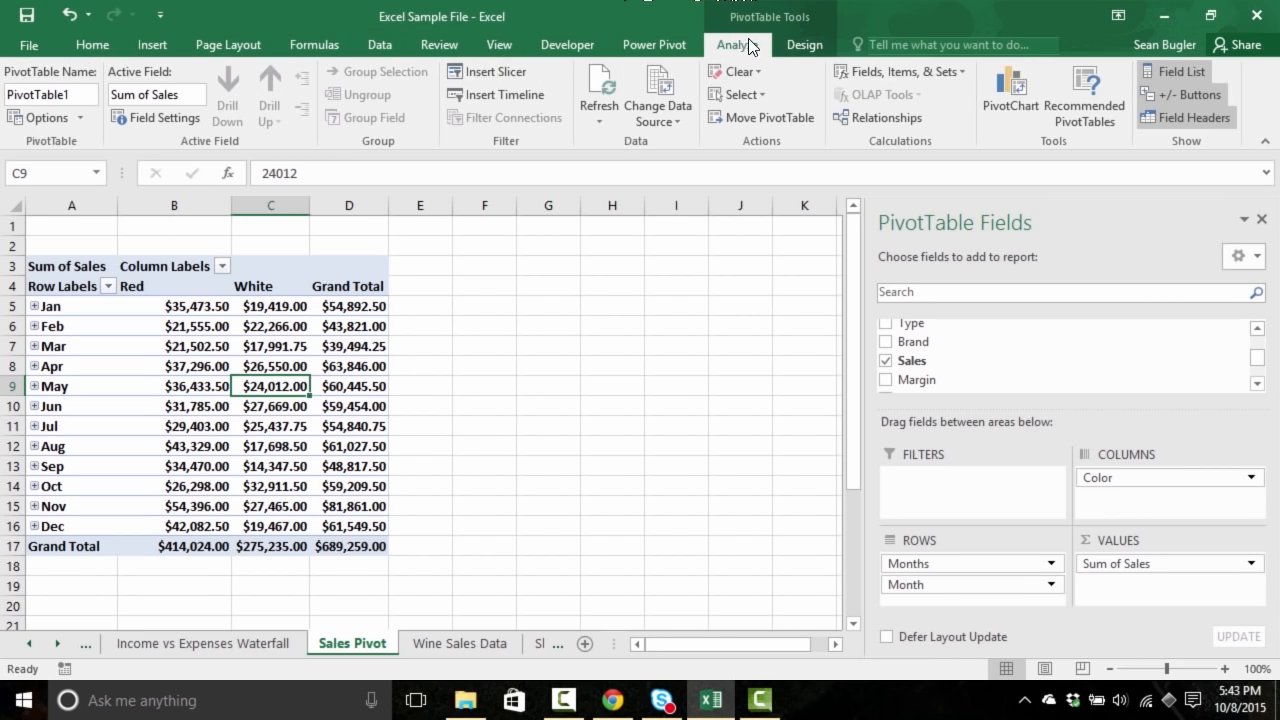 Excel Sample File - Excel
PivotTable Tools
File Home Insert Page Layout Formulas Data Review View Developer Power Pivot Design Tell me what you want to do... Sean Bugler Share
PivotTable Name:
PivotTable1
Options
PivotTable
Active Field:
Sum of Sales
Field Settings
Drill Down
Drill Up
Active Field
Group Selection
Ungroup
Group Field
Group
Insert Slicer
Insert Timeline
Filter Connections
Filter
Refresh
Change Data Source
Data
Clear
Select
Move PivotTable
Actions
Fields, Items, & Sets
OLAP Tools
Relationships
Calculations
PivotChart
Recommended PivotTables
Tools
Field List
+/- Buttons
Field Headers
Show
C9 fx 24012
A B C D E F G H I J K
1
2
3 Sum of Sales Column Labels
4 Row Labels Red White Grand Total
5 Jan $35,473.50 $19,419.00 $54,892.50
6 Feb $21,555.00 $22,266.00 $43,821.00
7 Mar $21,502.50 $17,991.75 $39,494.25
8 Apr $37,296.00 $26,550.00 $63,846.00
9 May $36,433.50 $24,012.00 $60,445.50
10 Jun $31,785.00 $27,669.00 $59,454.00
11 Jul $29,403.00 $25,437.75 $54,840.75
12 Aug $43,329.00 $17,698.50 $61,027.50
13 Sep $34,470.00 $14,347.50 $48,817.50
14 Oct $26,298.00 $32,911.50 $59,209.50
15 Nov $54,396.00 $27,465.00 $81,861.00
16 Dec $42,082.50 $19,467.00 $61,549.50
17 Grand Total $414,024.00 $275,235.00 $689,259.00
18
19
20
21
PivotTable Fields
Choose fields to add to report:
Search
Type
Brand
Sales
Margin
Drag fields between areas below:
FILTERS
COLUMNS
Color
ROWS
Months
Month
Σ VALUES
Sum of Sales
Defer Layout Update UPDATE
... Income vs Expenses Waterfall Sales Pivot Wine Sales Data Sl ...
Ready 100%
Ask me anything
5:43 PM
10/8/2015